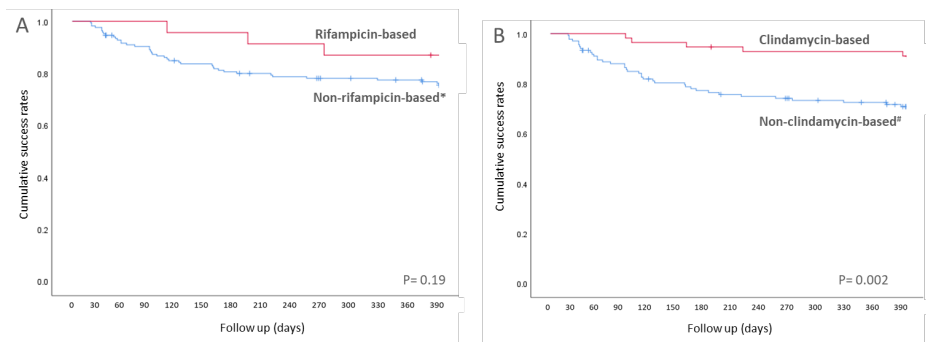 A
Cumulative success rates
1.0
0.8
0.6
0.4
0.2
0.0
Rifampicin-based
Non-rifampicin-based*
P= 0.19
0 30 60 90 120 150 180 210 240 270 300 330 360 390
Follow up (days)
B
Cumulative success rates
1.0
0.8
0.6
0.4
0.2
0.0
Clindamycin-based
Non-clindamycin-based#
P= 0.002
0 30 60 90 120 150 180 210 240 270 300 330 360 390
Follow up (days)